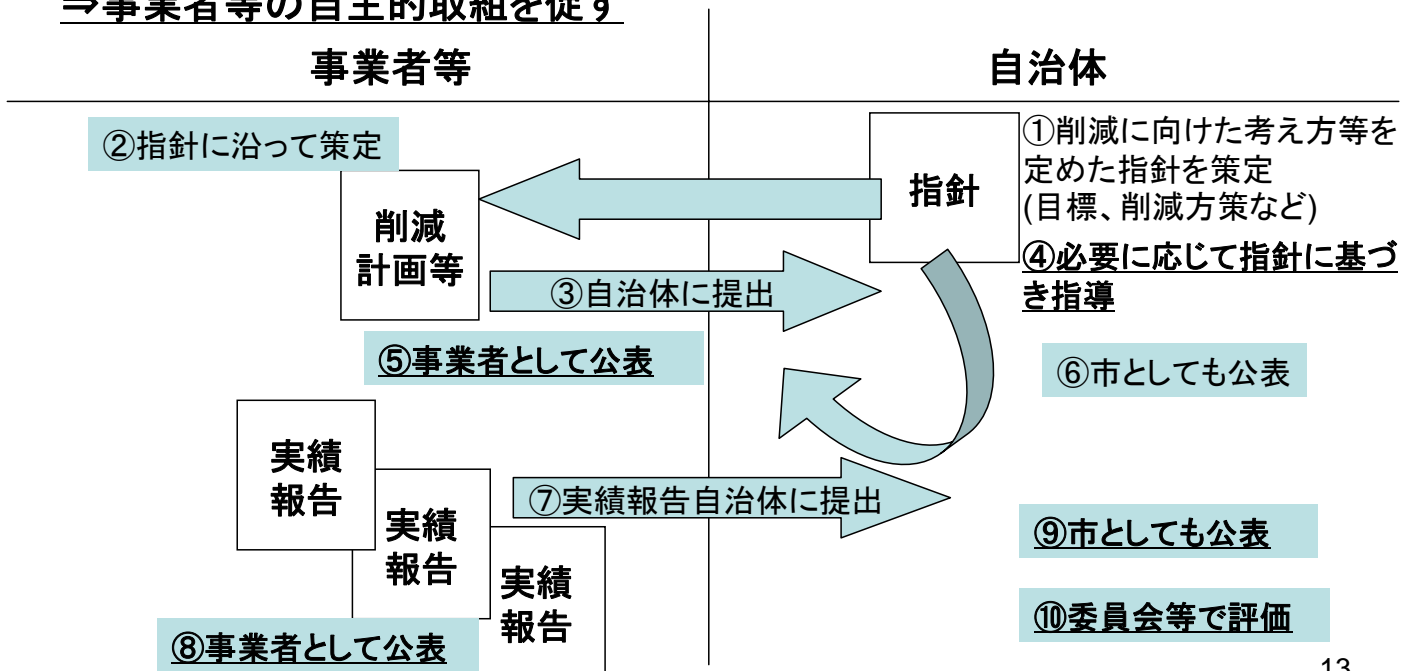 ⇒事業者等の自主的取組を促す
事業者等
自治体
②指針に沿って策定
①削減に向けた考え方等を
定めた指針を策定
(目標、削減方策など)
指針
削減
計画等
④必要に応じて指針に基づ
き指導
③自治体に提出
⑤事業者として公表
⑥市としても公表
実績
報告
⑦実績報告自治体に提出
実績
報告
⑨市としても公表
実績
報告
⑩委員会等で評価
⑧事業者として公表
13